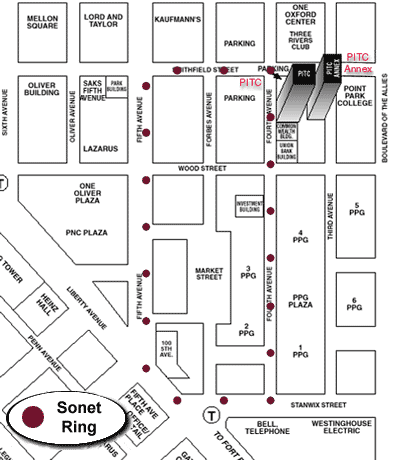 MELLON
SQUARE
LORD AND
TAYLOR
KAUFMANN'S
ONE
OXFORD
CENTER
THREE
RIVERS
CLUB
PARKING
SMITHFIELD STREET
PARKING
PITC
PITC
ANNEX
PITC
Annex
PITC
SIXTH AVENUE
OLIVER
BUILDING
OLIVER AVENUE
SAKS
FIFTH
AVENUE
PARK
BUILDING
LAZARUS
FIFTH AVENUE
FORBES AVENUE
PARKING
FOURTH AVENUE
COMMON
WEALTH
BLDG.
UNION
BANK
BUILDING
POINT
PARK
COLLEGE
BOULEVARD OF THE ALLIES
WOOD STREET
T
ONE
OLIVER
PLAZA
PNC PLAZA
INVESTMENT
BUILDING
THIRD AVENUE
5
PPG
4
PPG
MARKET
STREET
3
PPG
PPG
PLAZA
6
PPG
TOWER
HEINZ
HALL
LIBERTY AVENUE
FIFTH AVENUE
FOURTH AVENUE
PENN AVENUE
100
5TH
AVE.
2
PPG
1
PPG
FIFTH AVE
PLACE
OFFICE/
STANWIX STREET
T
BELL
TELEPHONE
WESTINGHOUSE
ELECTRIC
Sonet
Ring